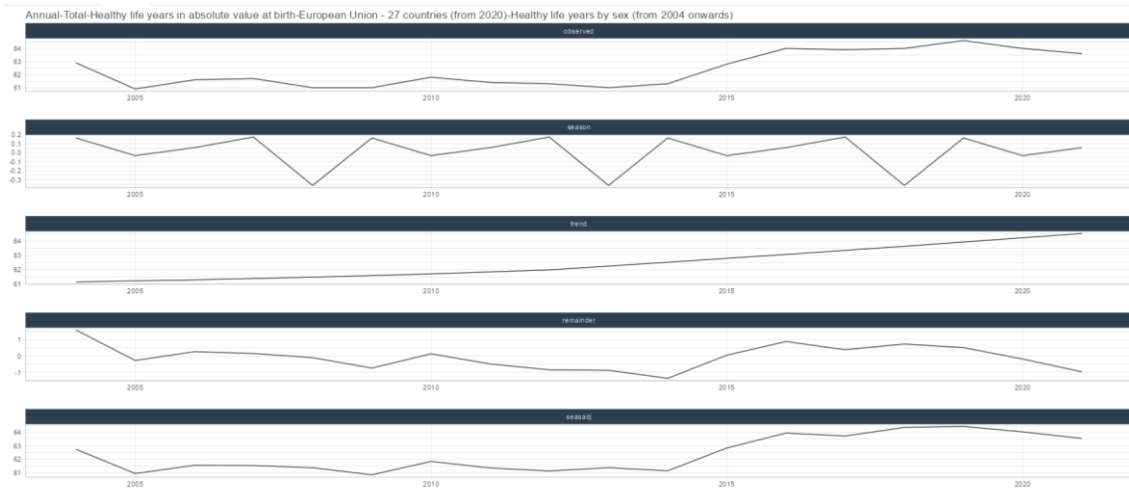 Annual-Total-Healthy life years in absolute value at birth-European Union - 27 countries (from 2020)-Healthy life years by sex (from 2004 onwards)
observed
64
63
62
61
2005 2010 2015 2020
season
0.2
0.1
0.0
-0.1
-0.2
-0.3
2005 2010 2015 2020
trend
64
63
62
61
2005 2010 2015 2020
remainder
1
0
-1
2005 2010 2015 2020
seasadj
64
63
62
61
2005 2010 2015 2020